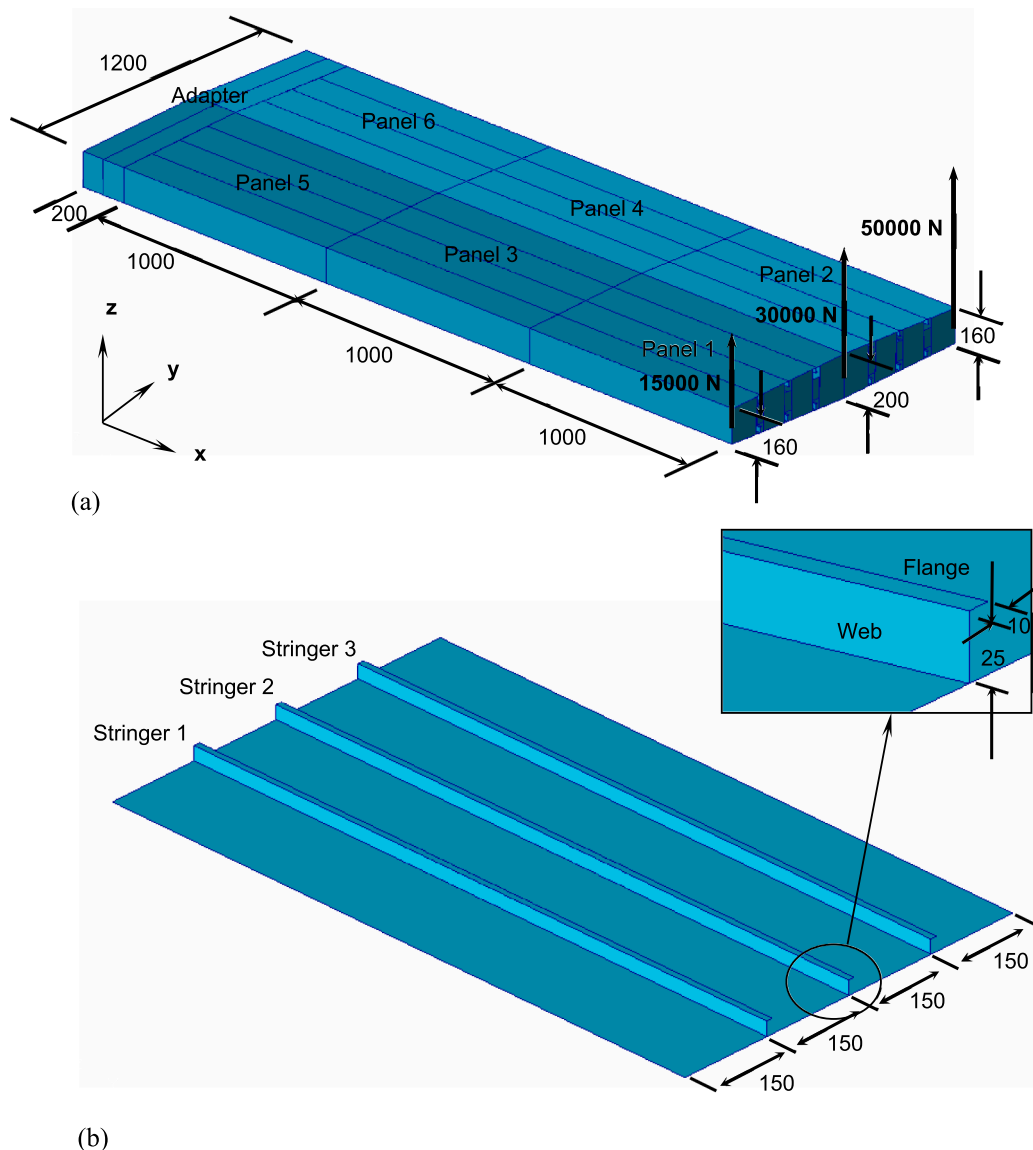 1200
Adapter
Panel 6
Panel 5
Panel 4
200
50000 N
Panel 3
1000
Panel 2
z
30000 N
160
1000
Panel 1
y
15000 N
200
1000
160
x
(a)
Flange
10
Web
25
Stringer 3
Stringer 2
Stringer 1
150
150
150
150
(b)